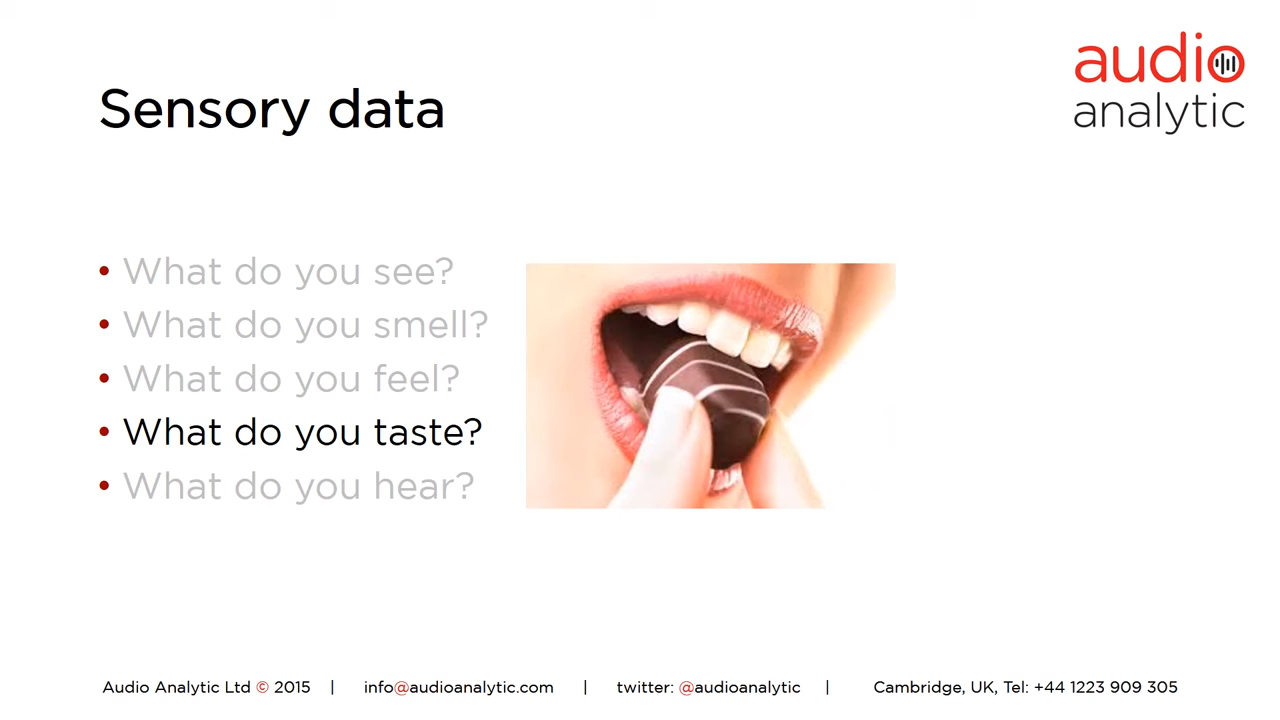 audio
analytic
Sensory data
• What do you see?
• What do you smell?
• What do you feel?
• What do you taste?
• What do you hear?
Audio Analytic Ltd © 2015 | info@audioanalytic.com | twitter: @audioanalytic | Cambridge, UK, Tel: +44 1223 909 305